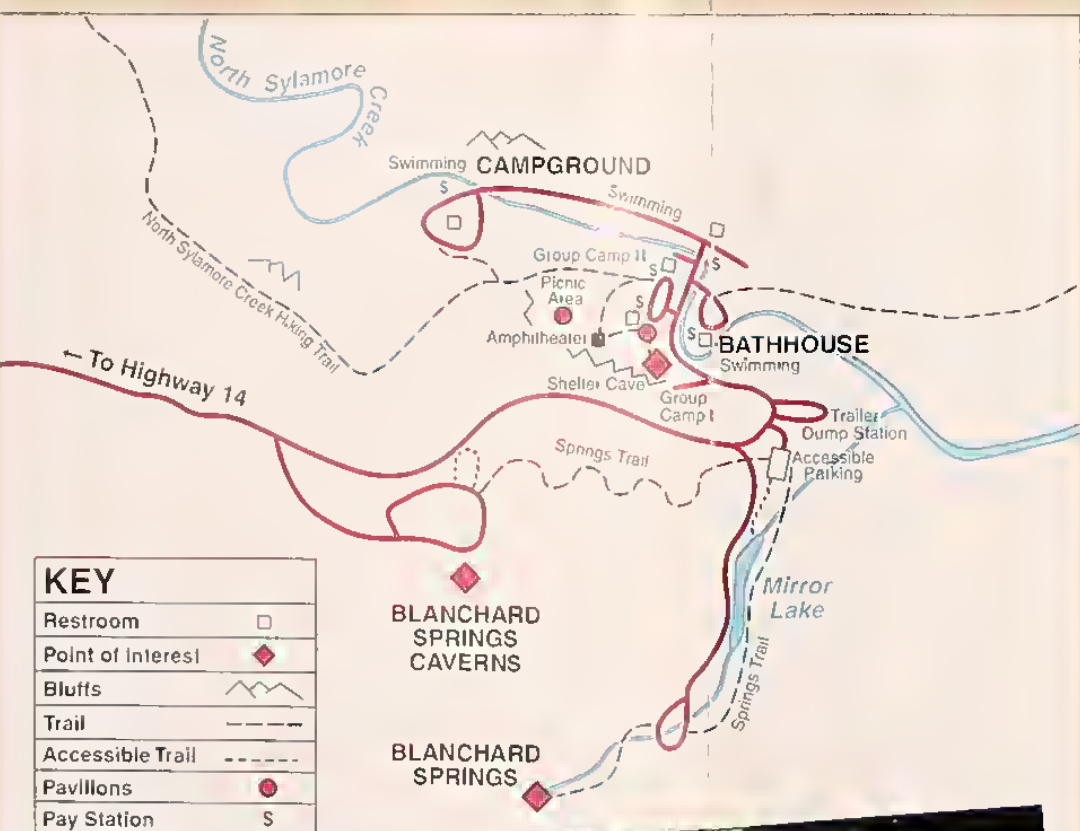 North Sylamore Creek
Swimming CAMPGROUND
S
Swimming
North Sylamore Creek Hiking Trail
Group Camp II
S
S
Picnic
Area
S
Amphitheater
S
BATHHOUSE
Swimming
← To Highway 14
Shelter Cave
Group
Camp I
Trailer
Dump Station
Springs Trail
Accessible
Parking
Mirror
Lake
Springs Trail
BLANCHARD
SPRINGS
CAVERNS
BLANCHARD
SPRINGS
KEY
Restroom
Point of Interest
Bluffs
Trail
Accessible Trail
Pavilions
Pay Station S